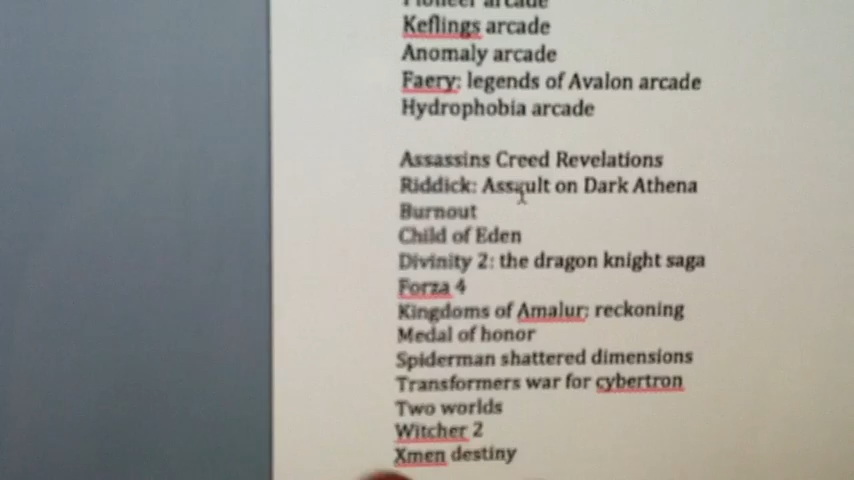 Pioneer arcade
Keflings arcade
Anomaly arcade
Faery: legends of Avalon arcade
Hydrophobia arcade
Assassins Creed Revelations
Riddick: Assault on Dark Athena
Burnout
Child of Eden
Divinity 2: the dragon knight saga
Forza 4
Kingdoms of Amalur: reckoning
Medal of honor
Spiderman shattered dimensions
Transformers war for cybertron
Two worlds
Witcher 2
Xmen destiny